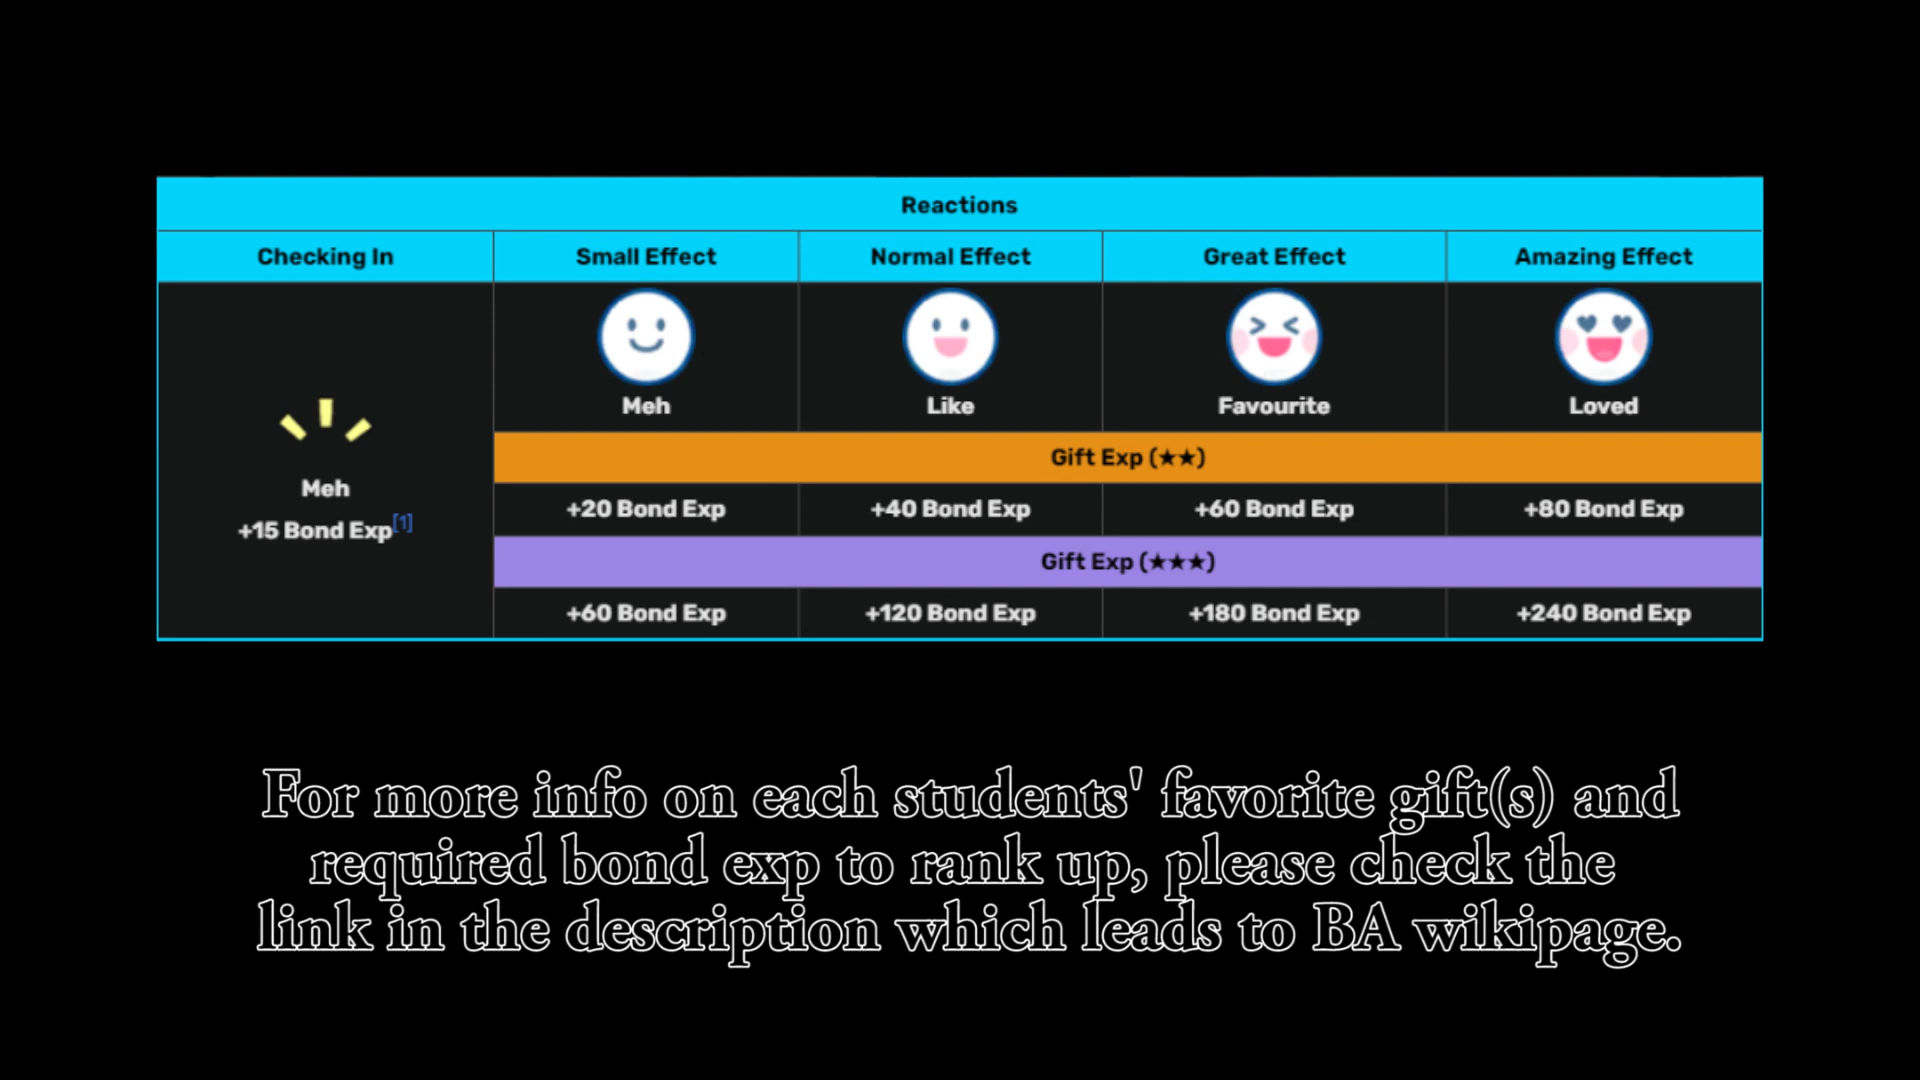 Reactions
Checking In Small Effect Normal Effect Great Effect Amazing Effect
Meh Like Favourite Loved
Gift Exp (★★)
Meh
+20 Bond Exp +40 Bond Exp +60 Bond Exp +80 Bond Exp
+15 Bond Exp[1]
Gift Exp (★★★)
+60 Bond Exp +120 Bond Exp +180 Bond Exp +240 Bond Exp
For more info on each students' favorite gift(s) and
required bond exp to rank up, please check the
link in the description which leads to BA wikipage.